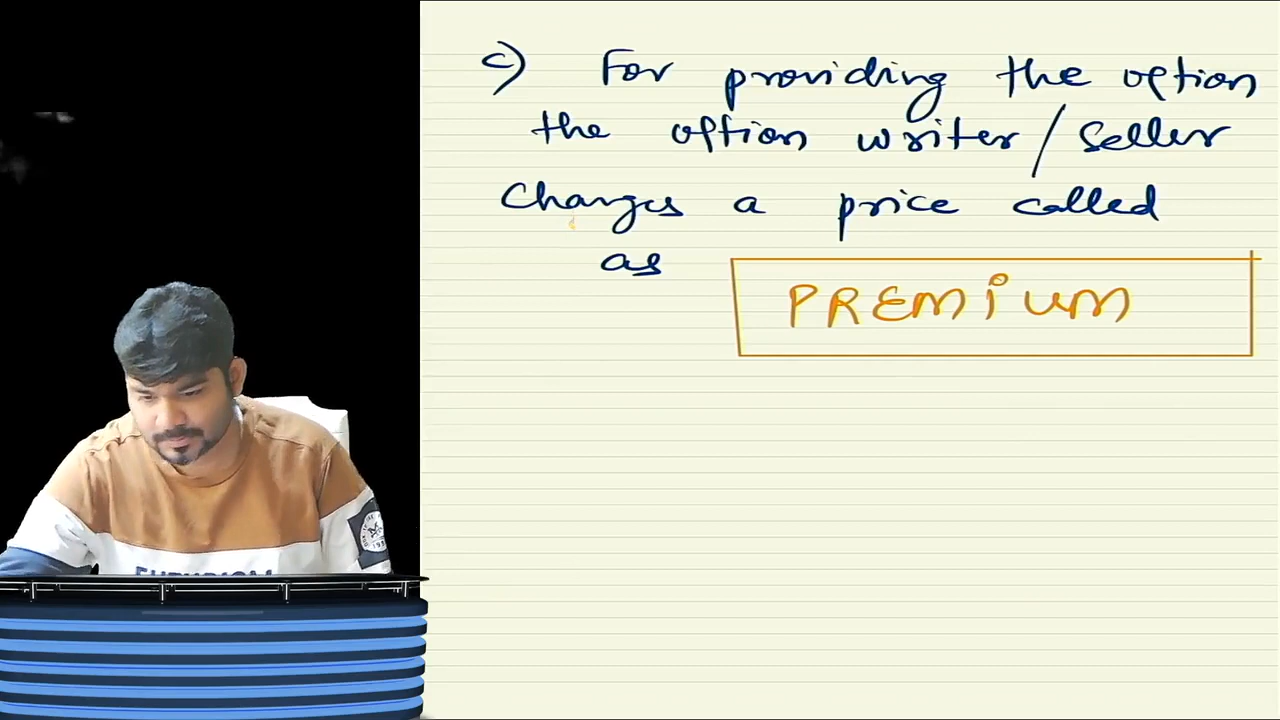 c) For providing the option
the option writer / seller
Charges a price called
as
PREMIUM